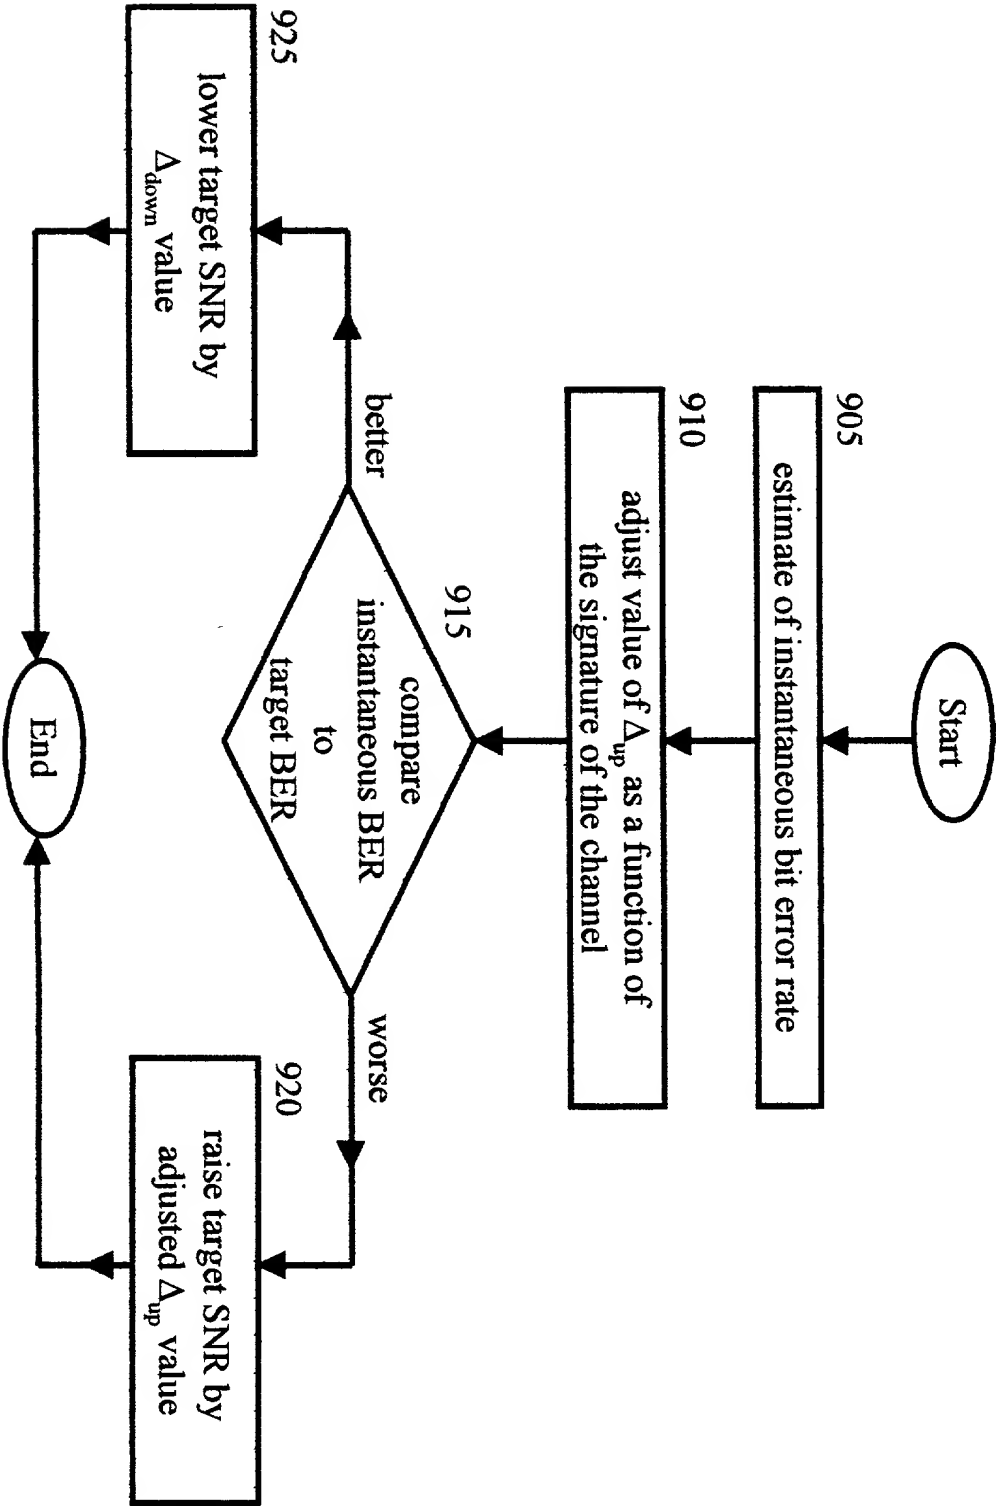 Start
905
estimate of instantaneous bit error rate
910
adjust value of Δup as a function of
the signature of the channel
915
compare
instantaneous BER
to
target BER
better
worse
925
lower target SNR by
Δdown value
920
raise target SNR by
adjusted Δup value
End